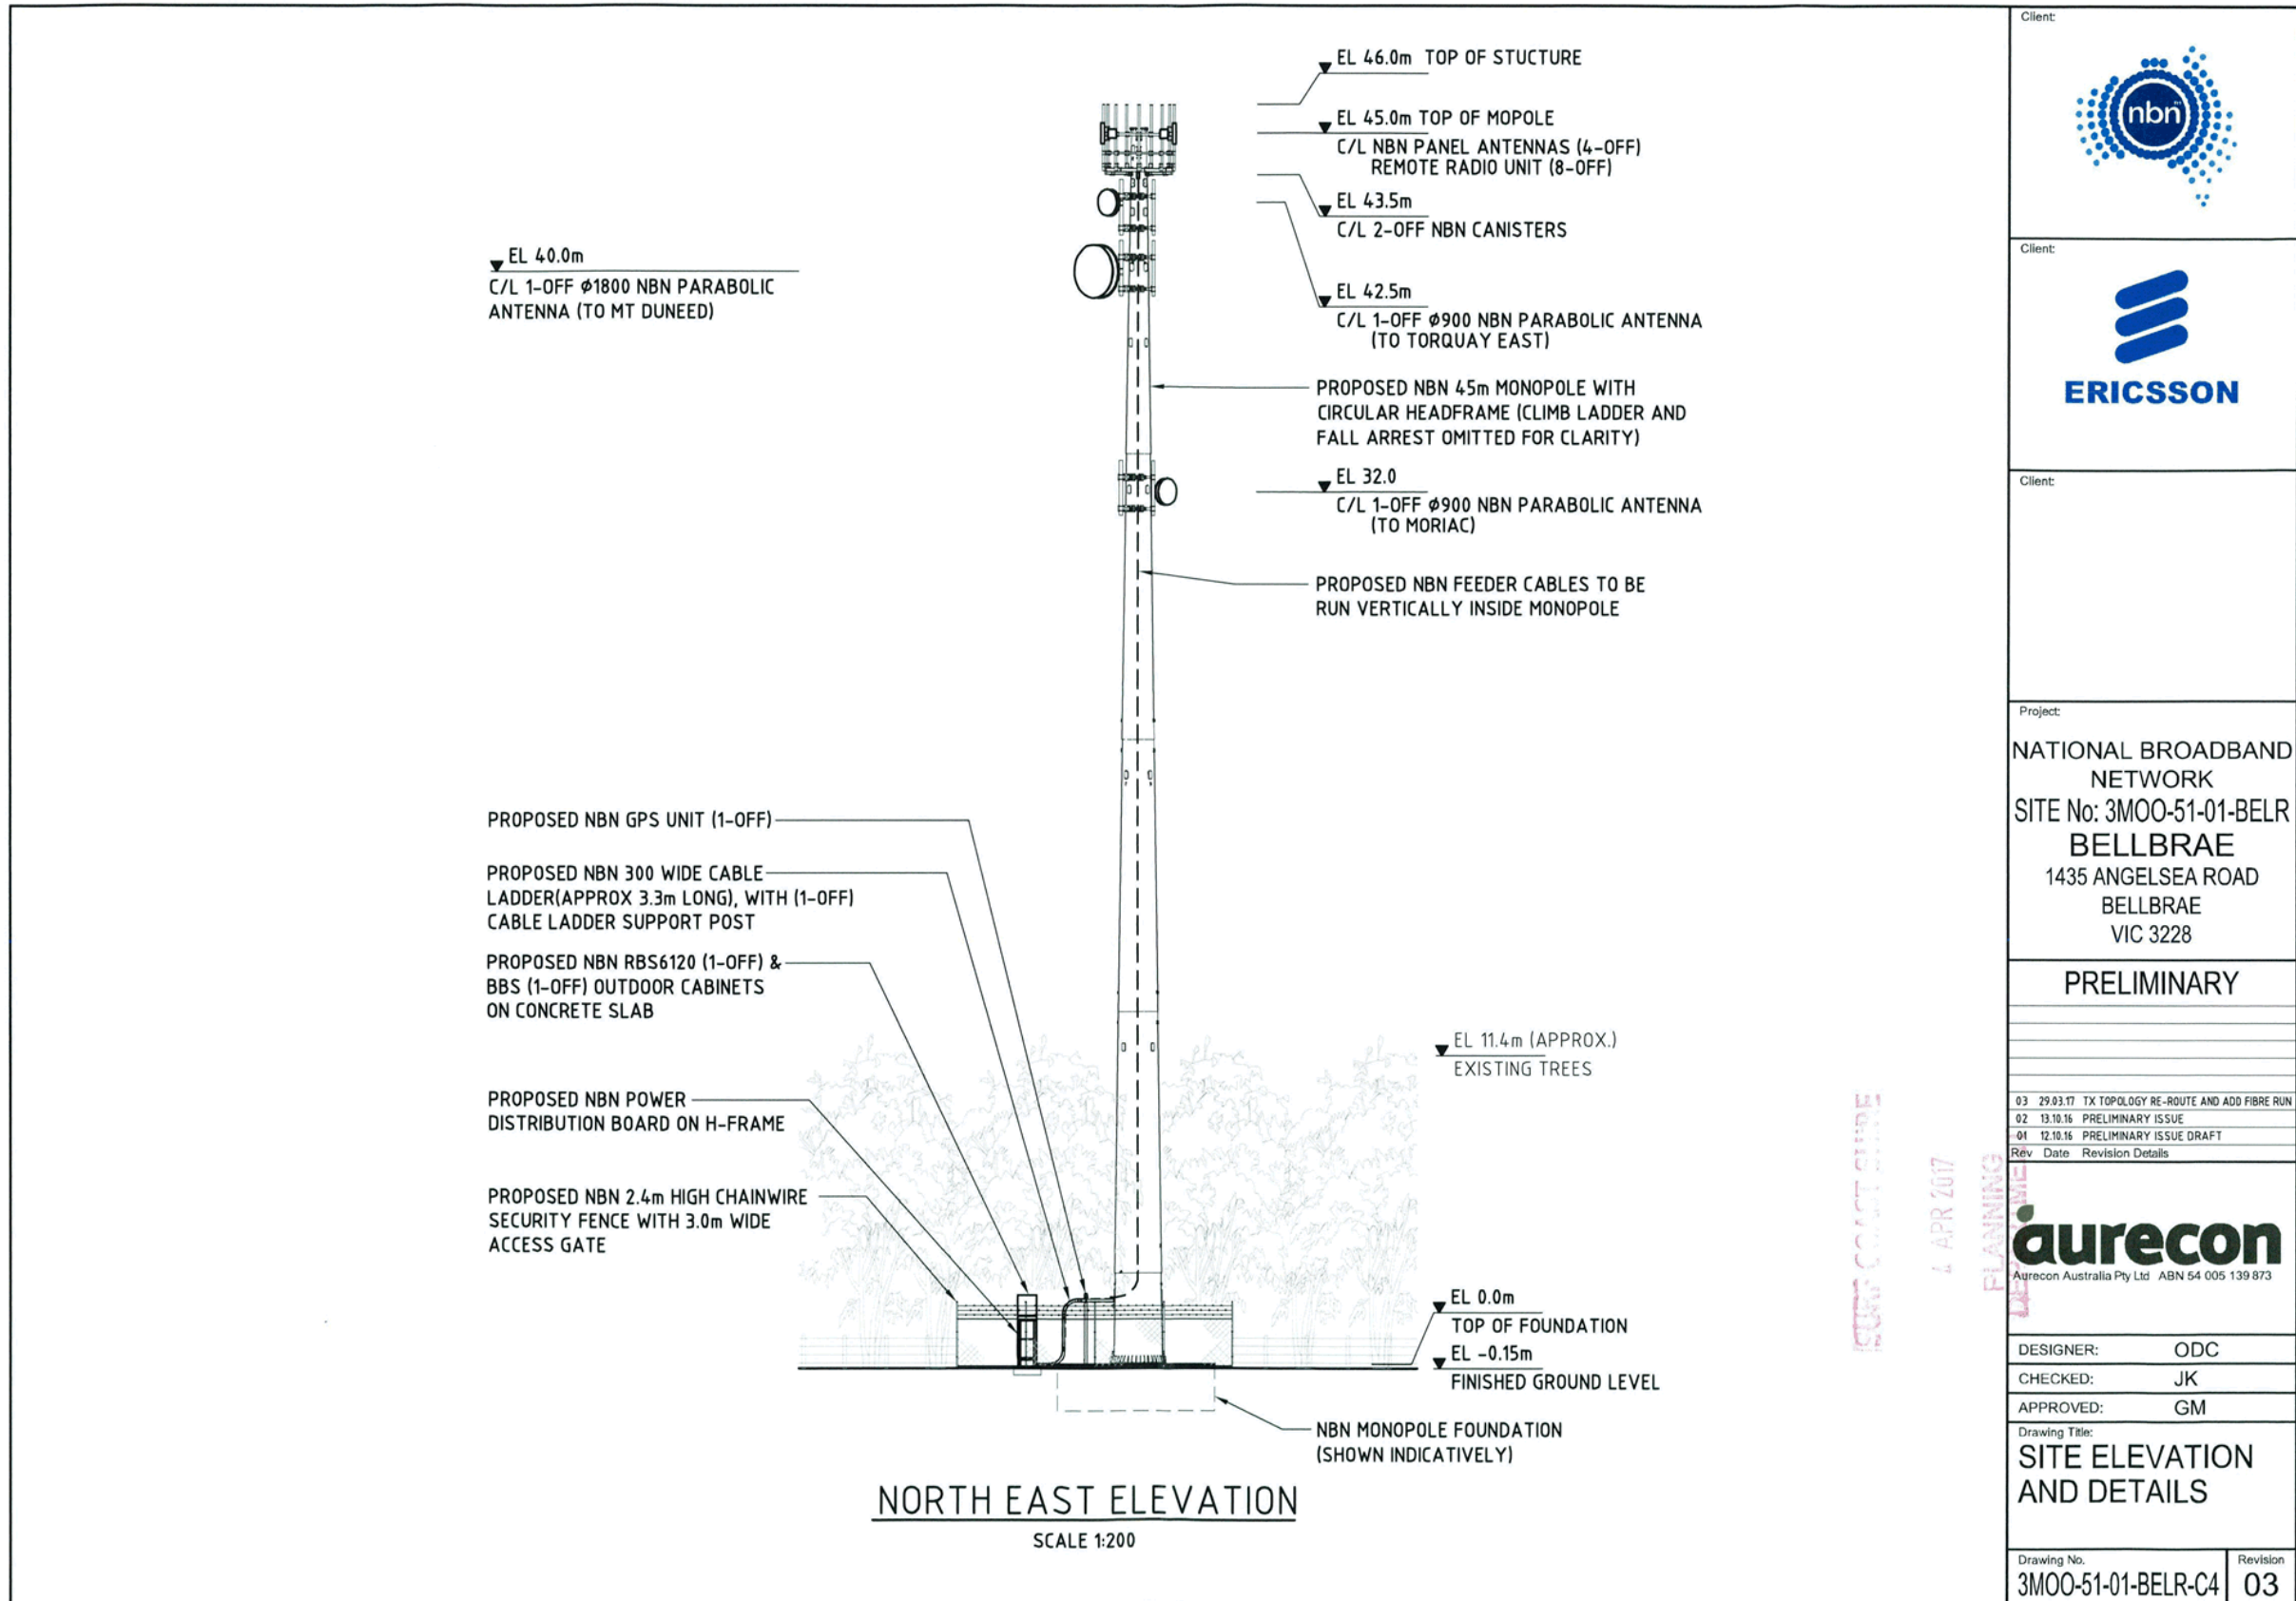 EL 46.0m TOP OF STUCTURE
EL 45.0m TOP OF MOPOLE
C/L NBN PANEL ANTENNAS (4-OFF)
REMOTE RADIO UNIT (8-OFF)
EL 43.5m
C/L 2-OFF NBN CANISTERS
EL 40.0m
C/L 1-OFF Ø1800 NBN PARABOLIC
ANTENNA (TO MT DUNEED)
EL 42.5m
C/L 1-OFF Ø900 NBN PARABOLIC ANTENNA
(TO TORQUAY EAST)
PROPOSED NBN 45m MONOPOLE WITH
CIRCULAR HEADFRAME (CLIMB LADDER AND
FALL ARREST OMITTED FOR CLARITY)
EL 32.0
C/L 1-OFF Ø900 NBN PARABOLIC ANTENNA
(TO MORIAC)
PROPOSED NBN FEEDER CABLES TO BE
RUN VERTICALLY INSIDE MONOPOLE
PROPOSED NBN GPS UNIT (1-OFF)
PROPOSED NBN 300 WIDE CABLE
LADDER(APPROX 3.3m LONG), WITH (1-OFF)
CABLE LADDER SUPPORT POST
PROPOSED NBN RBS6120 (1-OFF) &
BBS (1-OFF) OUTDOOR CABINETS
ON CONCRETE SLAB
EL 11.4m (APPROX.)
EXISTING TREES
PROPOSED NBN POWER
DISTRIBUTION BOARD ON H-FRAME
PROPOSED NBN 2.4m HIGH CHAINWIRE
SECURITY FENCE WITH 3.0m WIDE
ACCESS GATE
EL 0.0m
TOP OF FOUNDATION
EL -0.15m
FINISHED GROUND LEVEL
NBN MONOPOLE FOUNDATION
(SHOWN INDICATIVELY)
NORTH EAST ELEVATION
SCALE 1:200
SURF COAST SHIRE
4 APR 2017
PLANNING
Client:
nbn
Client:
ERICSSON
Client:
Project:
NATIONAL BROADBAND
NETWORK
SITE No: 3MOO-51-01-BELR
BELLBRAE
1435 ANGELSEA ROAD
BELLBRAE
VIC 3228
PRELIMINARY
03 29.03.17 TX TOPOLOGY RE-ROUTE AND ADD FIBRE RUN
02 13.10.16 PRELIMINARY ISSUE
01 12.10.16 PRELIMINARY ISSUE DRAFT
Rev Date Revision Details
aurecon
Aurecon Australia Pty Ltd ABN 54 005 139 873
DESIGNER: ODC
CHECKED: JK
APPROVED: GM
Drawing Title:
SITE ELEVATION
AND DETAILS
Drawing No. Revision
3MOO-51-01-BELR-C4 03